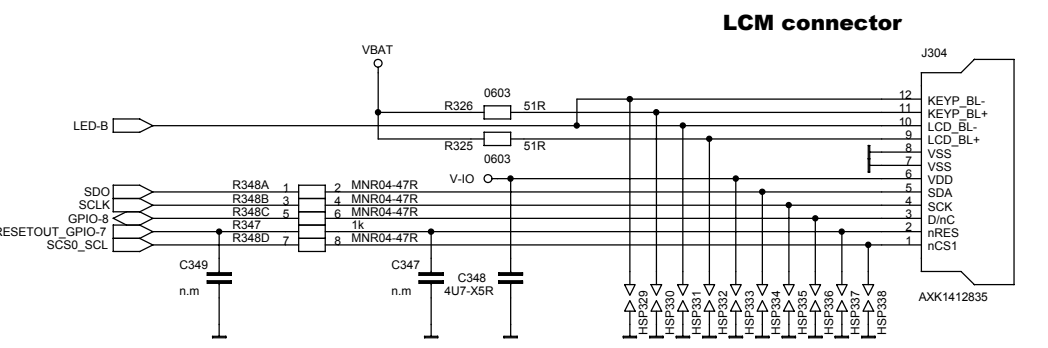 LCM connector
VBAT
J304
0603
R326 51R
12 KEYP_BL-
11 KEYP_BL+
LED-B
10 LCD_BL-
R325 51R
9 LCD_BL+
8 VSS
0603
7 VSS
V-IO
6 VDD
SDO R348A 1 2 MNR04-47R 5 SDA
SCLK R348B 3 4 MNR04-47R 4 SCK
GPIO-8 R348C 5 6 MNR04-47R 3 D/nC
RESETOUT_GPIO-7 R347 1k 2 nRES
SCS0_SCL R348D 7 8 MNR04-47R 1 nCS1
C349
n.m
C347
n.m
C348
4U7-X5R
HSP329
HSP330
HSP331
HSP332
HSP333
HSP334
HSP335
HSP336
HSP337
HSP338
AXK1412835